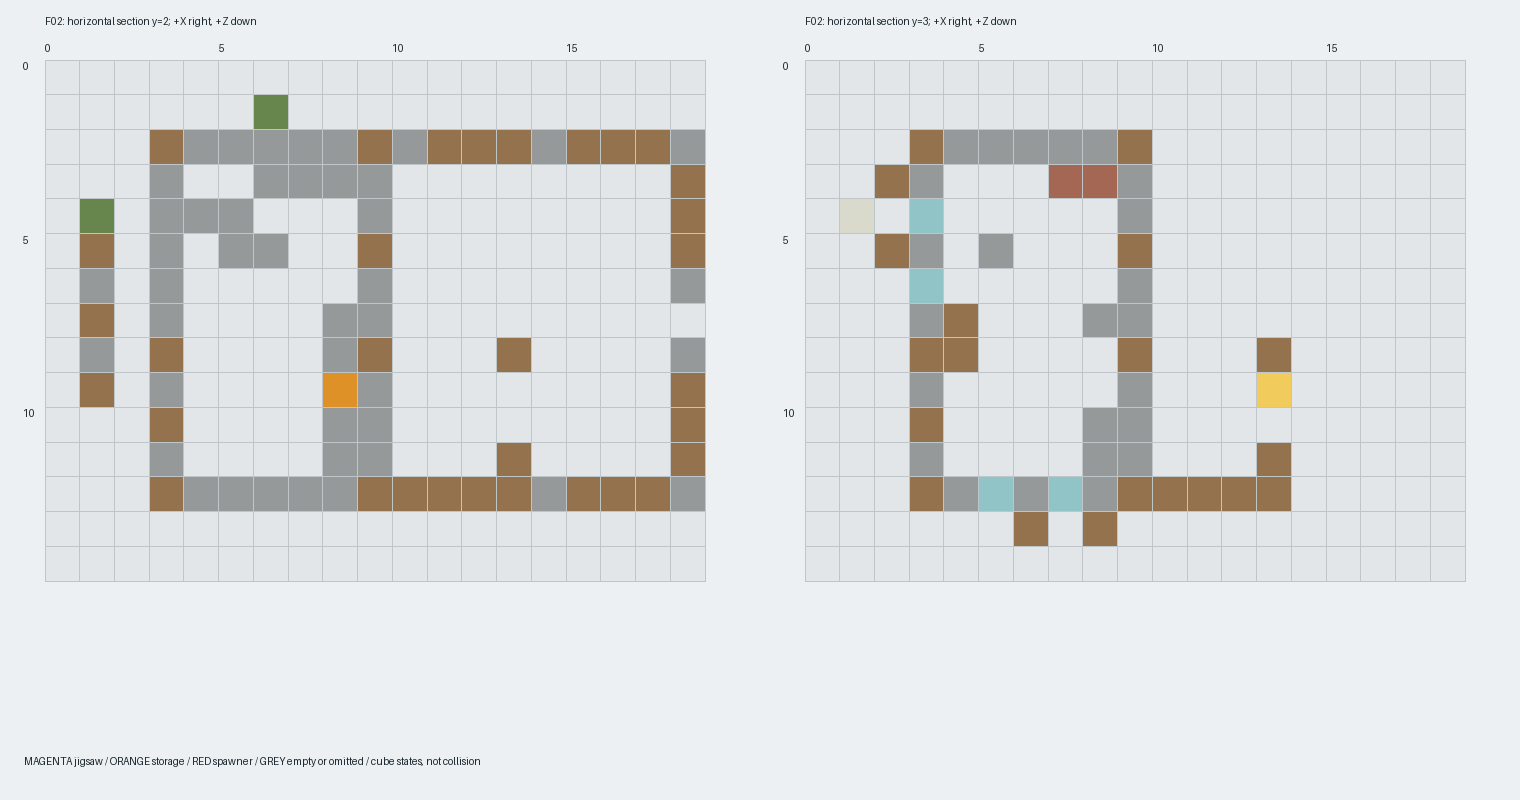 F02: horizontal section y=2; +X right, +Z down
0 5 10 15
0
5
10
F02: horizontal section y=3; +X right, +Z down
0 5 10 15
0
5
10
MAGENTA jigsaw / ORANGE storage / RED spawner / GREY empty or omitted / cube states, not collision